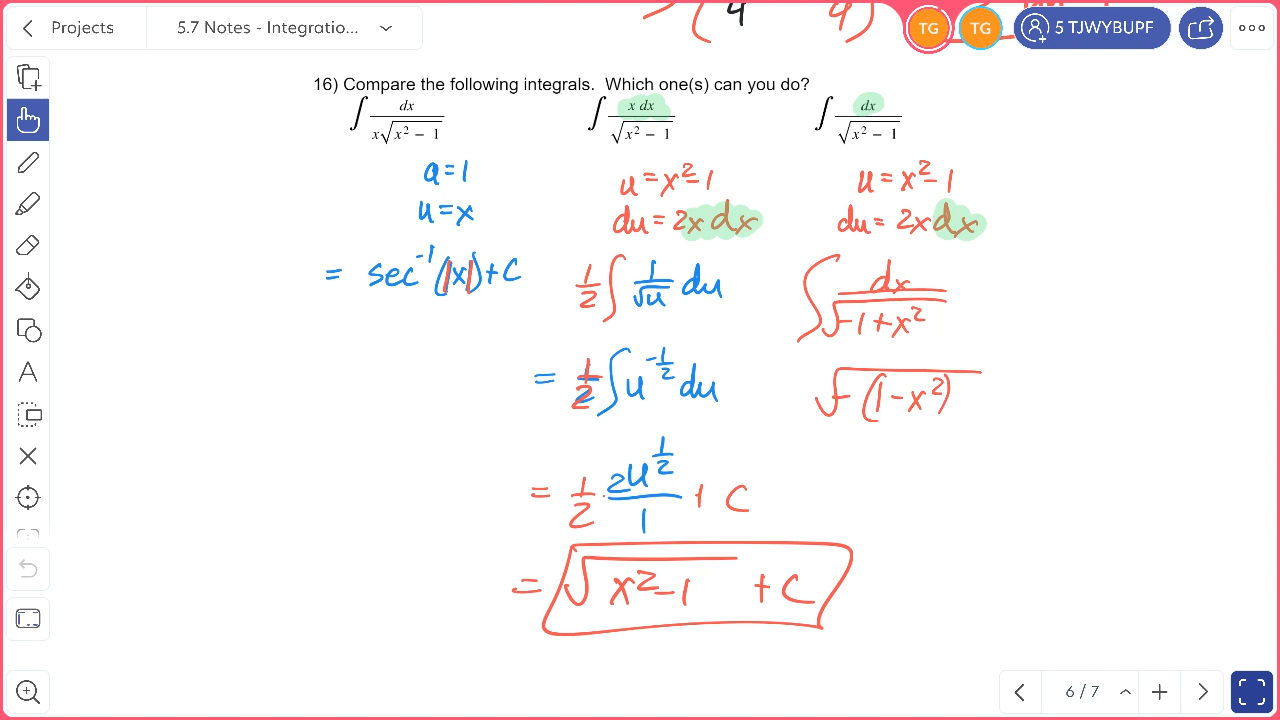 Projects
5.7 Notes - Integratio...
4 4)
TG
TG
5 TJWYBUPF
16) Compare the following integrals. Which one(s) can you do?
∫ dx / (x√(x² − 1))
∫ x dx / √(x² − 1)
∫ dx / √(x² − 1)
a = 1
u = x
= sec⁻¹(|x|) + C
u = x² - 1
du = 2x dx
1/2 ∫ 1/√u du
= 1/2 ∫ u^(-1/2) du
= 1/2 · 2u^(1/2) / 1 + C
= √(x² - 1) + C
u = x² - 1
du = 2x dx
∫ dx / √(-1 + x²)
√(-(1 - x²))
A
6 / 7